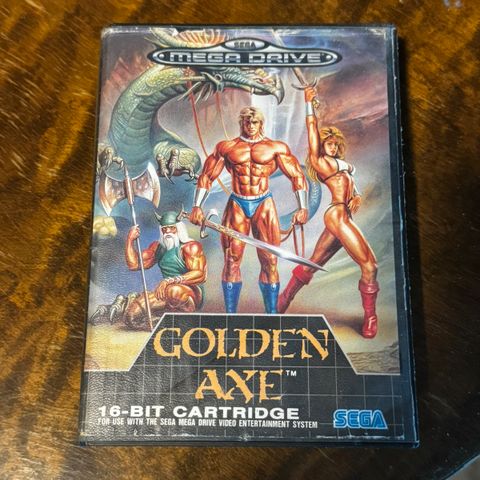 SEGA
MEGA DRIVE
GOLDEN
AXE™
16-BIT CARTRIDGE
FOR USE WITH THE SEGA MEGA DRIVE VIDEO ENTERTAINMENT SYSTEM
SEGA